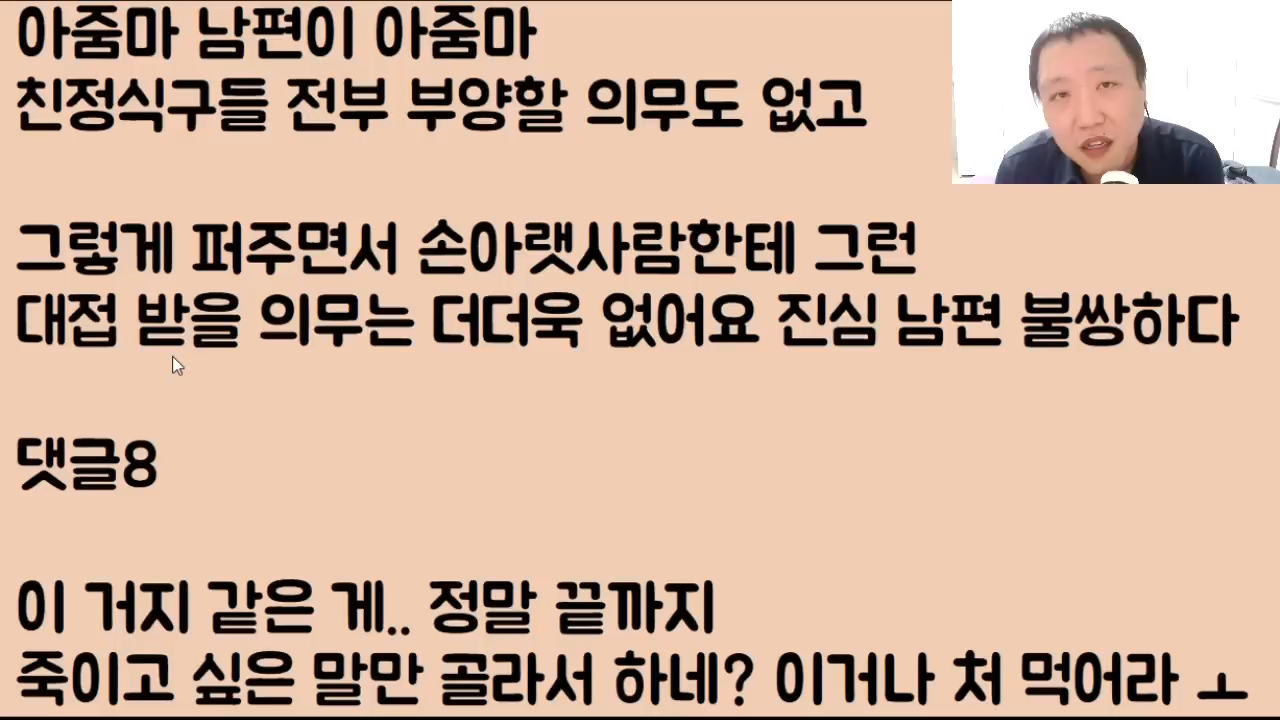 아줌마 남편이 아줌마
친정식구들 전부 부양할 의무도 없고
그렇게 퍼주면서 손아랫사람한테 그런
대접 받을 의무는 더더욱 없어요 진심 남편 불쌍하다
댓글8
이 거지 같은 게.. 정말 끝까지
죽이고 싶은 말만 골라서 하네? 이거나 처 먹어라 ㅗ